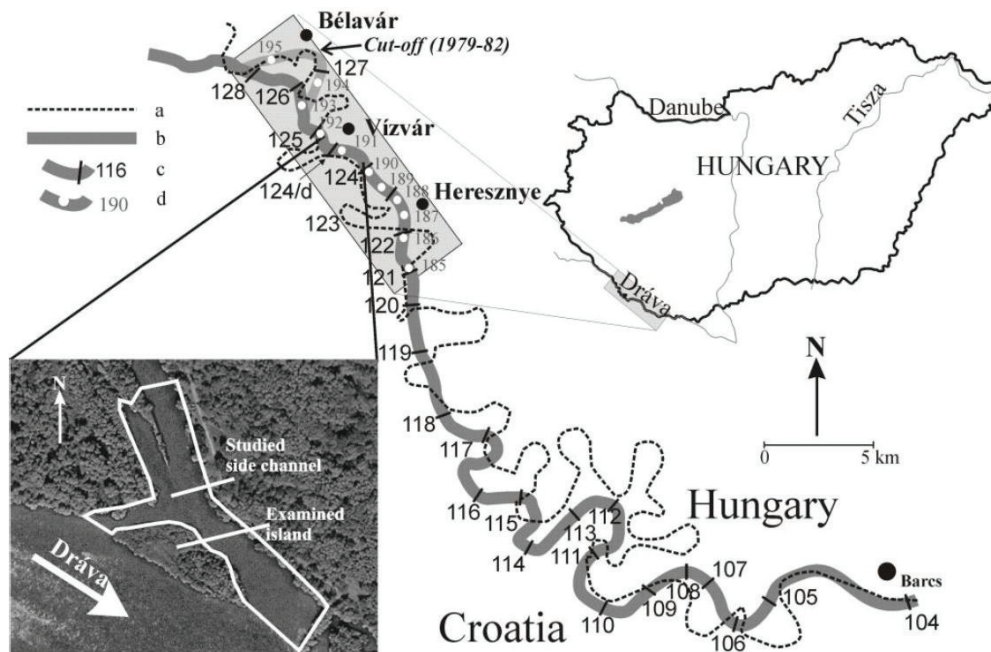 Bélavár
Cut-off (1979-82)
195
127
128
126
194
193
192
125
Vízvár
191
124
190
124/d
189
188
Heresznye
187
123
122
186
121
185
120
119
118
117
116
115
114
113
112
111
110
109
108
107
106
105
104
a
b
116
c
190
d
Danube
Tisza
HUNGARY
Dráva
N
0
5 km
Hungary
Croatia
Barcs
N
Studied
side channel
Examined
island
Dráva